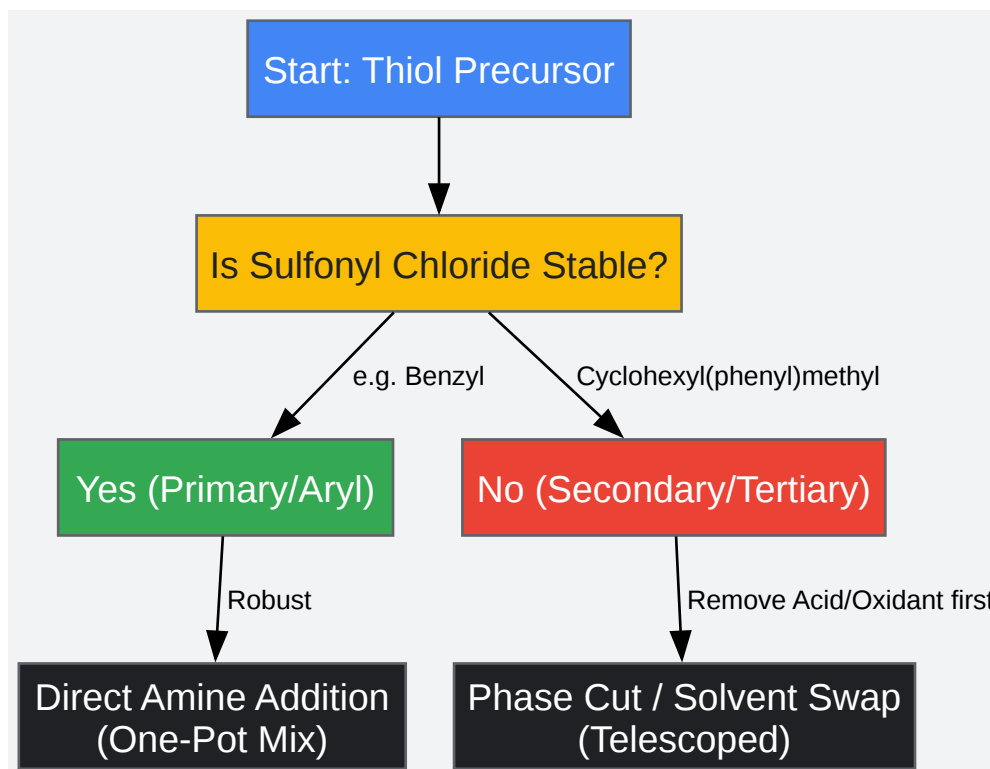 Start: Thiol Precursor
Is Sulfonyl Chloride Stable?
e.g. Benzyl
Cyclohexyl(phenyl)methyl
Yes (Primary/Aryl)
No (Secondary/Tertiary)
Robust
Remove Acid/Oxidant first
Direct Amine Addition
(One-Pot Mix)
Phase Cut / Solvent Swap
(Telescoped)